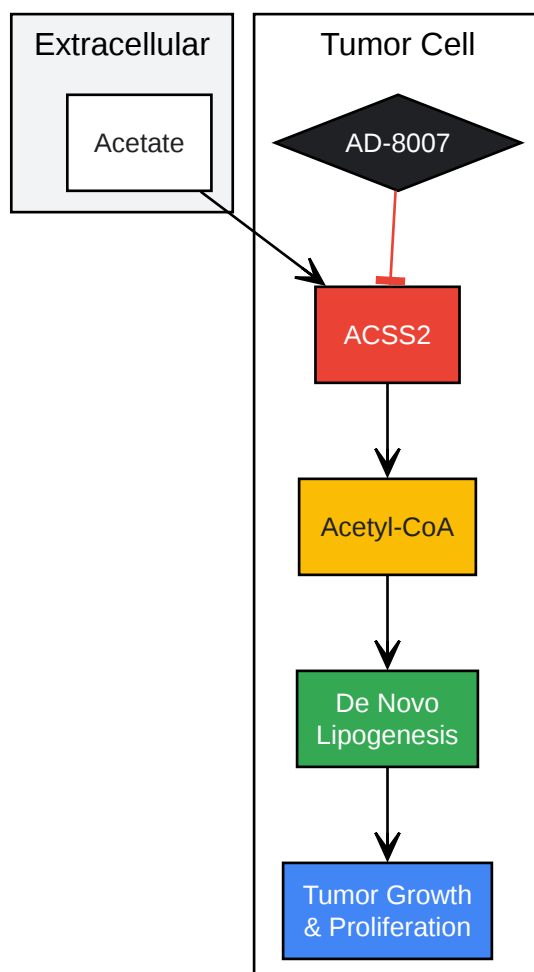 Extracellular
Tumor Cell
Acetate
AD-8007
ACSS2
Acetyl-CoA
De Novo
Lipogenesis
Tumor Growth
& Proliferation